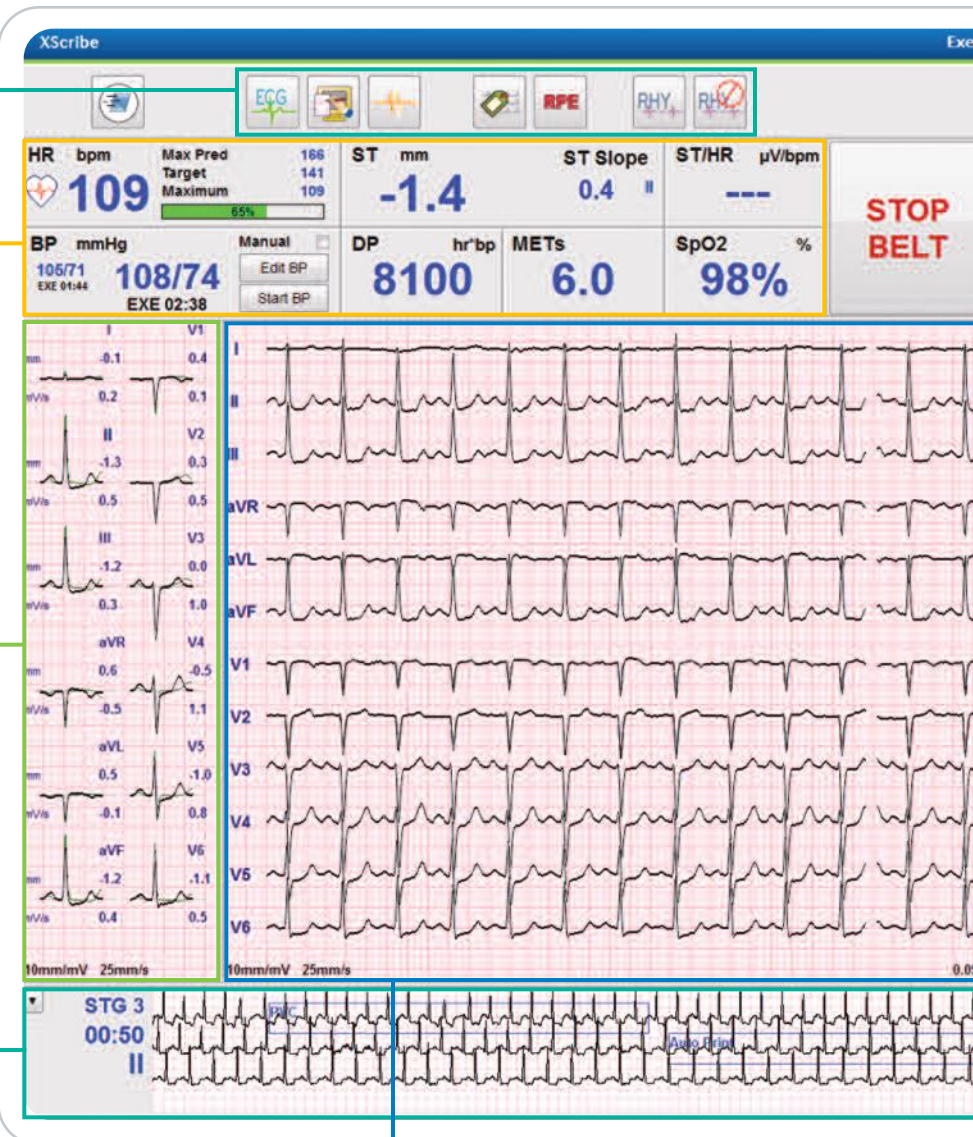 XScribe Exe
ECG RPE RHY RHY
HR bpm Max Pred 166 ST mm ST Slope ST/HR µV/bpm
109 Target 141 -1.4 0.4 II ---
Maximum 109
65%
STOP
BELT
BP mmHg Manual DP hr*bp METs SpO2 %
105/71 108/74 Edit BP 8100 6.0 98%
EXE 01:44 EXE 02:38 Start BP
I V1
mm -0.1 0.4
mV/s 0.2 0.1
II V2
mm -1.3 0.3
mV/s 0.5 0.5
III V3
mm -1.2 0.0
mV/s 0.3 1.0
aVR V4
mm 0.6 -0.5
mV/s -0.5 1.1
aVL V5
mm 0.5 -1.0
mV/s -0.1 0.8
aVF V6
mm -1.2 -1.1
mV/s 0.4 0.5
10mm/mV 25mm/s
I
II
III
aVR
aVL
aVF
V1
V2
V3
V4
V5
V6
10mm/mV 25mm/s 0.05
STG 3 PVC
00:50 Auto Print
II